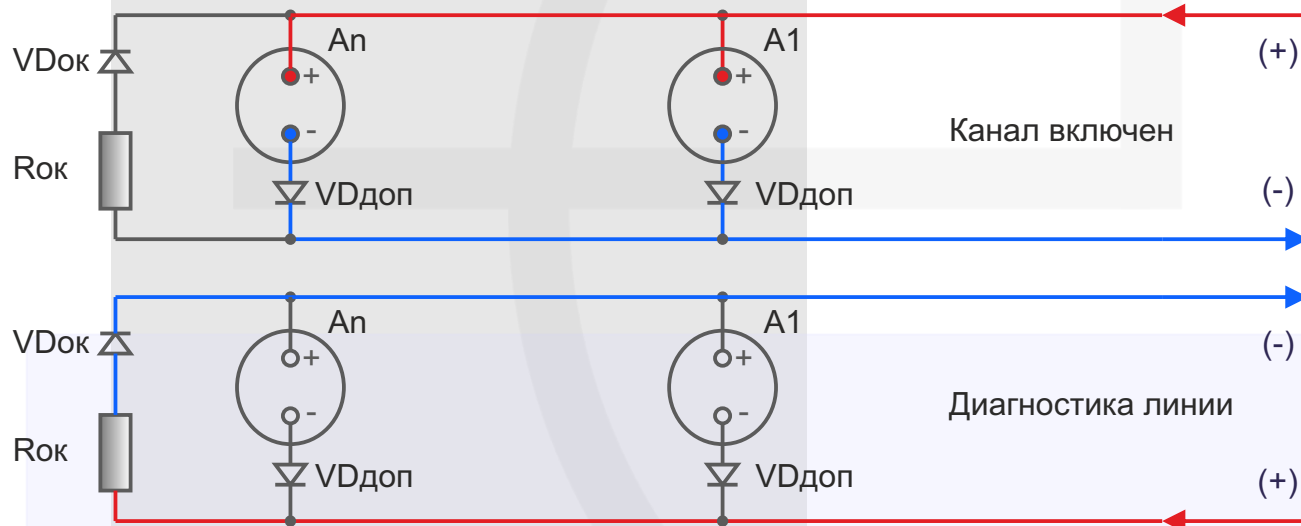 (+)
An
A1
VDок
+
+
-
-
Канал включен
Rок
VDдоп
VDдоп
(-)
An
A1
VDок
+
+
(-)
-
-
Диагностика линии
Rок
VDдоп
VDдоп
(+)